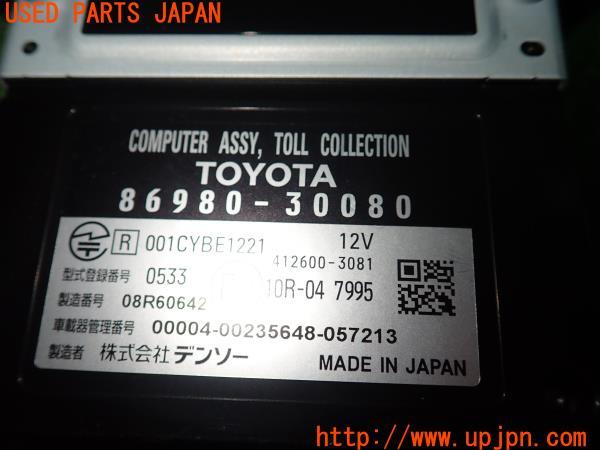 USED PARTS JAPAN
COMPUTER ASSY, TOLL COLLECTION
TOYOTA
86980-30080
R 001CYBE1221 12V
412600-3081
型式登録番号 0533 10R-04 7995
製造番号 08R60642
車載器管理番号 00004-00235648-057213
製造者 株式会社 デンソー MADE IN JAPAN
http://www.upjpn.com